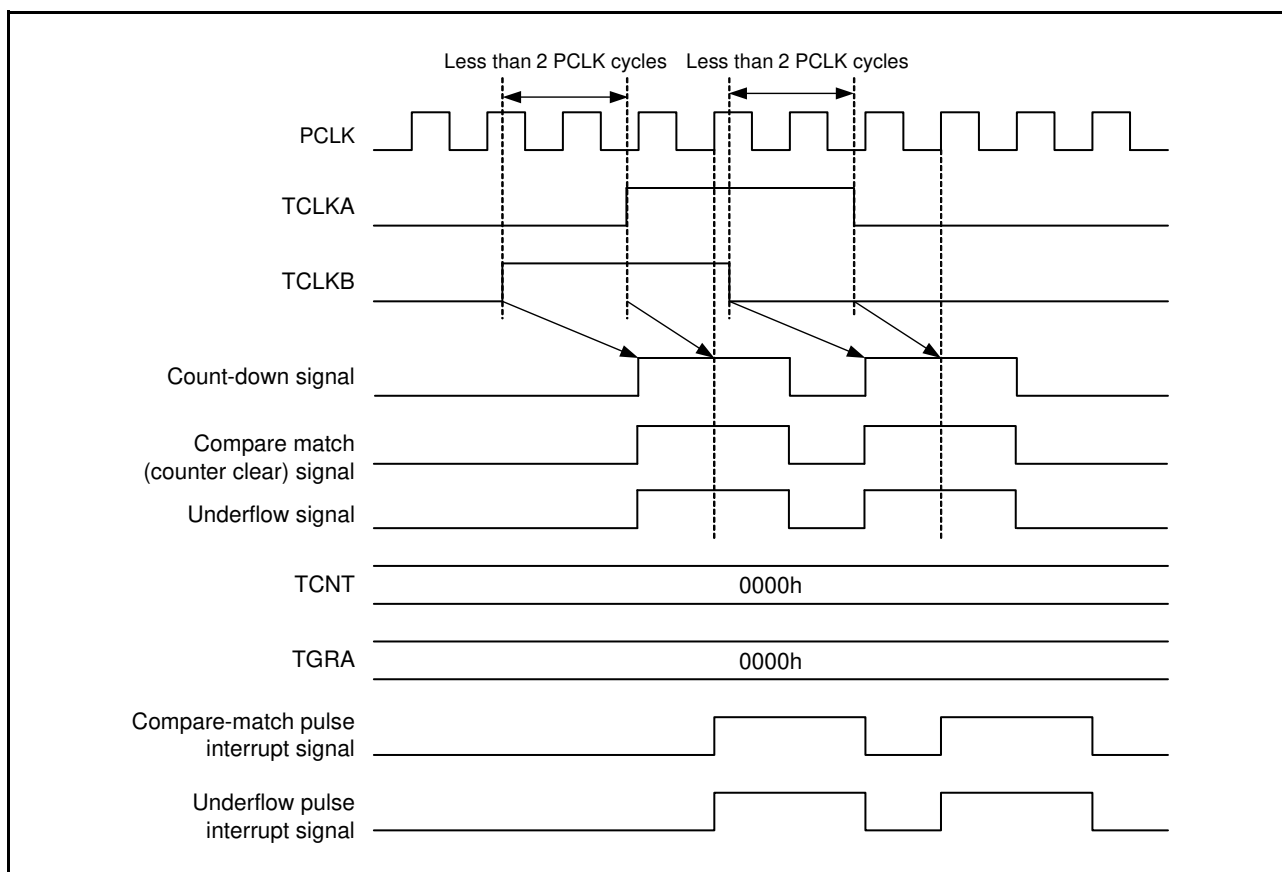 Less than 2 PCLK cycles
Less than 2 PCLK cycles
PCLK
TCLKA
TCLKB
Count-down signal
Compare match
(counter clear) signal
Underflow signal
TCNT
0000h
TGRA
0000h
Compare-match pulse
interrupt signal
Underflow pulse
interrupt signal